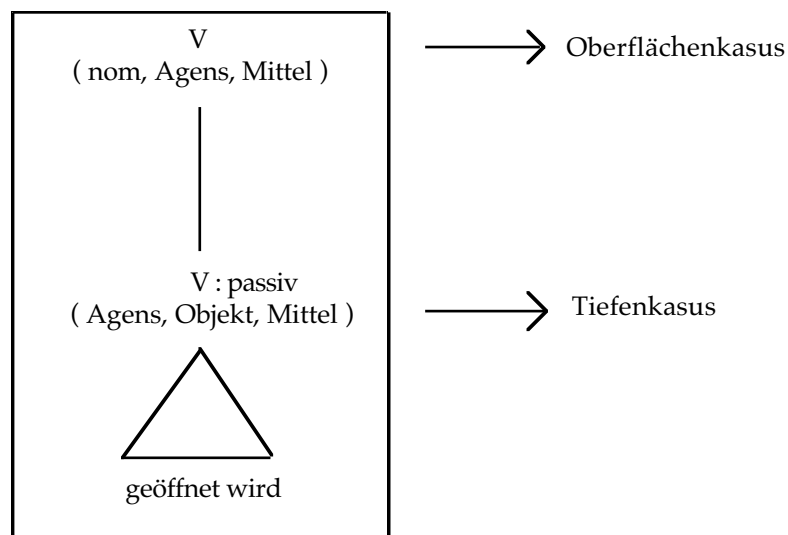 V
( nom, Agens, Mittel )
Oberflächenkasus
V : passiv
( Agens, Objekt, Mittel )
Tiefenkasus
geöffnet wird